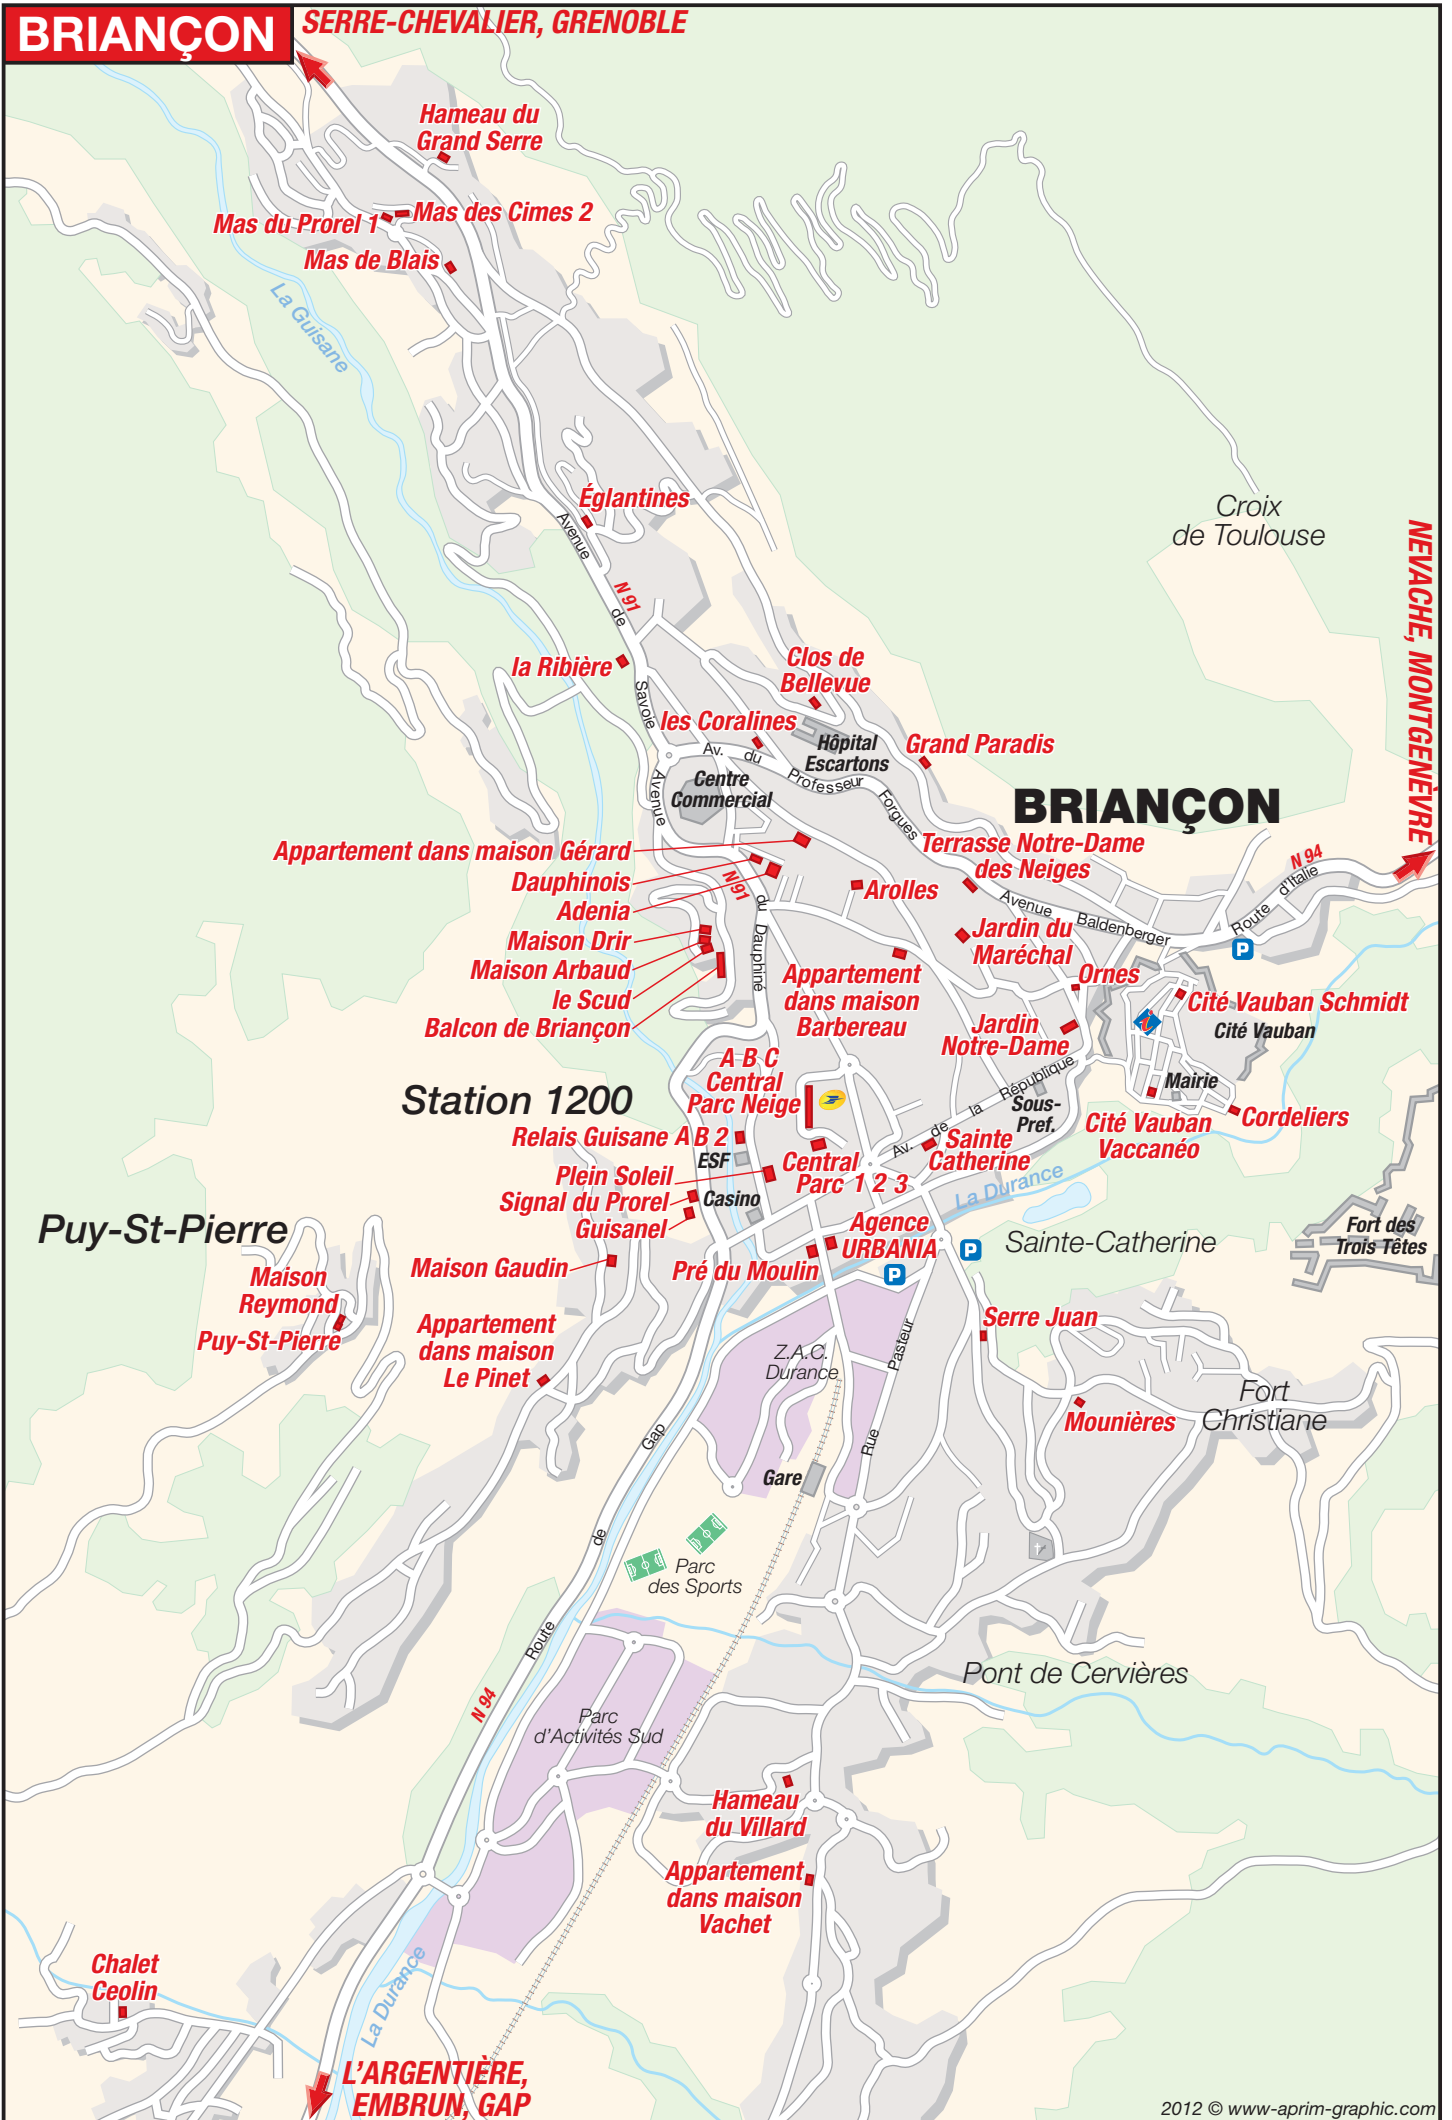 BRIANÇON
SERRE-CHEVALIER, GRENOBLE
Hameau du
Grand Serre
Mas du Prorel 1
Mas des Cimes 2
Mas de Blais
La Guisane
Croix
de Toulouse
NEVACHE, MONTGENÈVRE
Églantines
Avenue
de
Savoie
N 91
la Ribière
Clos de
Bellevue
les Coralines
Hôpital
Escartons
Grand Paradis
Av. du Professeur Forgues
Centre
Commercial
Avenue
du Dauphiné
N 91
BRIANÇON
Appartement dans maison Gérard
Dauphinois
Adenia
Maison Drir
Maison Arbaud
le Scud
Balcon de Briançon
Terrasse Notre-Dame
des Neiges
Arolles
Avenue Baldenberger
Route d'Italie
N 94
P
Jardin du
Maréchal
Appartement
dans maison
Barbereau
Ornes
Cité Vauban Schmidt
i
Cité Vauban
Jardin
Notre-Dame
Mairie
Cité Vauban
Vaccanéo
Cordeliers
Av. de la République
Sous-
Pref.
Station 1200
A B C
Central
Parc Neige
Relais Guisane A B 2
ESF
Central
Parc 1 2 3
Sainte
Catherine
Plein Soleil
Signal du Prorel
Casino
Guisanel
La Durance
Puy-St-Pierre
Agence
URBANIA
P
P
Sainte-Catherine
Fort des
Trois Têtes
Maison Gaudin
Pré du Moulin
Maison
Reymond
Puy-St-Pierre
Appartement
dans maison
Le Pinet
Serre Juan
Z.A.C.
Durance
Rue Pasteur
Mounières
Fort
Christiane
Gare
Route de Gap
N 94
Parc
des Sports
Pont de Cervières
Parc
d'Activités Sud
Hameau
du Villard
Appartement
dans maison
Vachet
Chalet
Ceolin
La Durance
L'ARGENTIÈRE,
EMBRUN, GAP
2012 © www-aprim-graphic.com